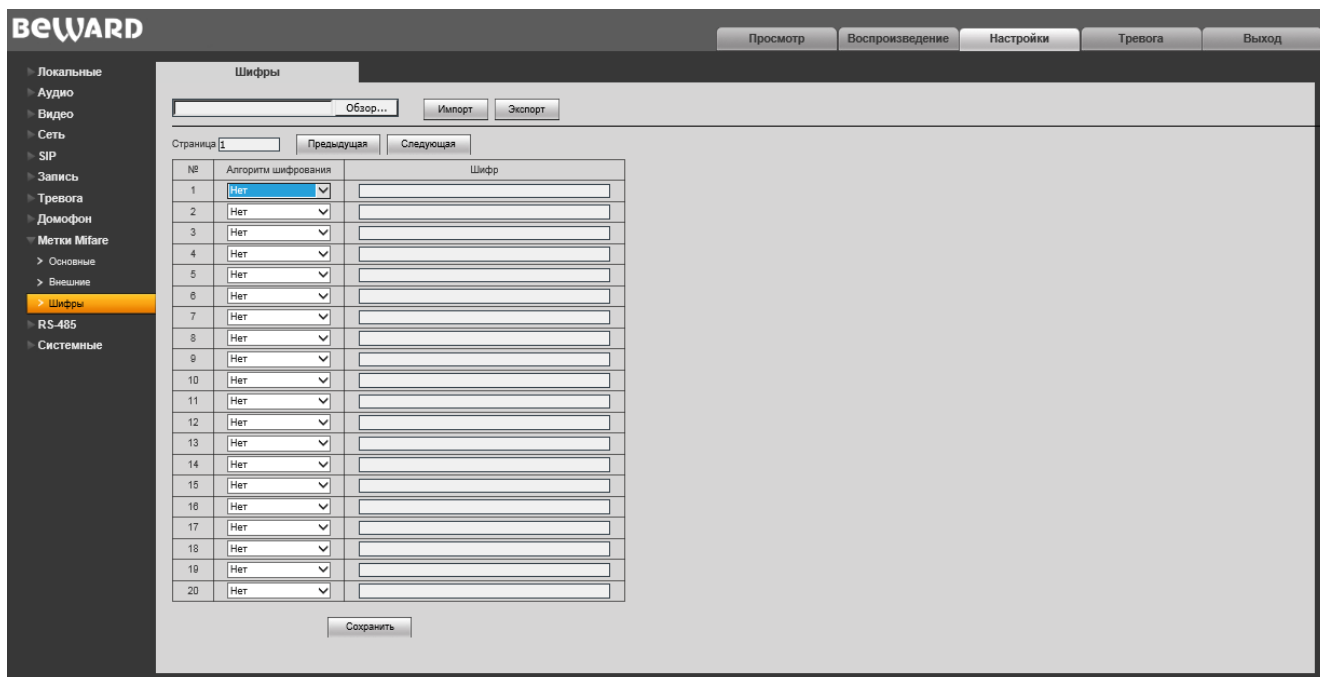 BEWARD
Просмотр Воспроизведение Настройки Тревога Выход
Локальные
Аудио
Видео
Сеть
SIP
Запись
Тревога
Домофон
Метки Mifare
> Основные
> Внешние
> Шифры
RS-485
Системные
Шифры
Обзор... Импорт Экспорт
Страница 1 Предыдущая Следующая
№ Алгоритм шифрования Шифр
1 Нет
2 Нет
3 Нет
4 Нет
5 Нет
6 Нет
7 Нет
8 Нет
9 Нет
10 Нет
11 Нет
12 Нет
13 Нет
14 Нет
15 Нет
16 Нет
17 Нет
18 Нет
19 Нет
20 Нет
Сохранить